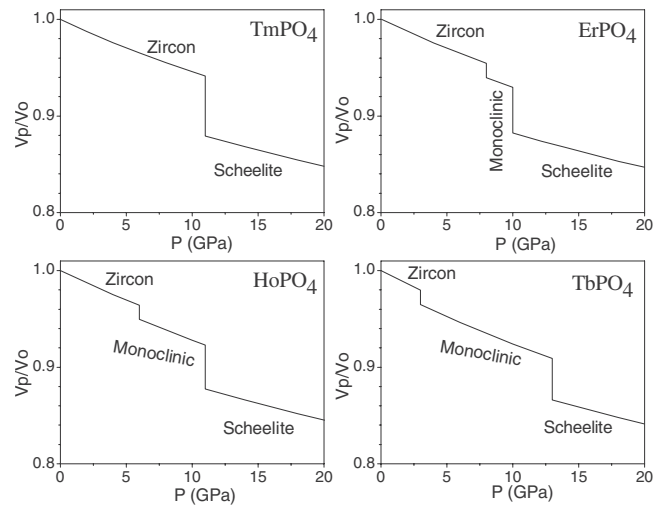 TmPO4
Zircon
Scheelite
Vp/Vo
1.0
0.9
0.8
0 5 10 15 20
P (GPa)
ErPO4
Zircon
Monoclinic
Scheelite
Vp/Vo
1.0
0.9
0.8
0 5 10 15 20
P (GPa)
HoPO4
Zircon
Monoclinic
Scheelite
Vp/Vo
1.0
0.9
0.8
0 5 10 15 20
P (GPa)
TbPO4
Zircon
Monoclinic
Scheelite
Vp/Vo
1.0
0.9
0.8
0 5 10 15 20
P (GPa)